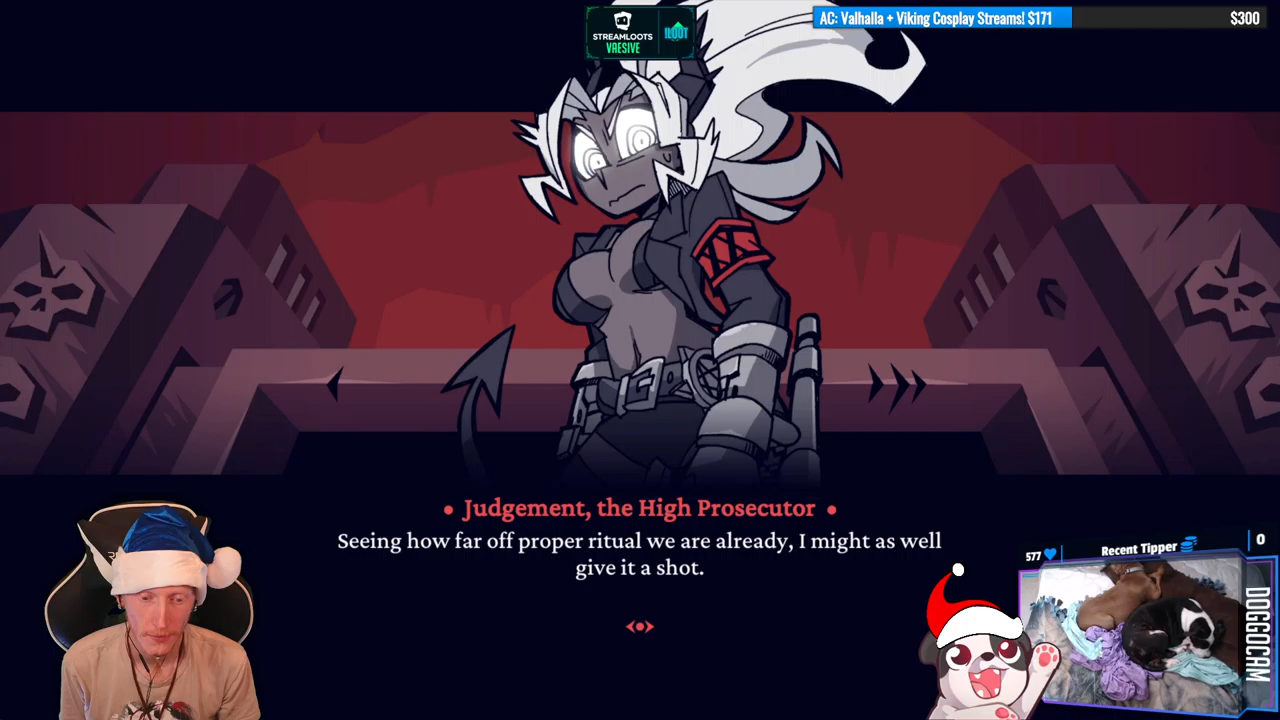 STREAMLOOTS
VRESIVE
AC: Valhalla + Viking Cosplay Streams! $171
$300
• Judgement, the High Prosecutor •
Seeing how far off proper ritual we are already, I might as well
give it a shot.
577
Recent Tipper
0
DOGGOCAM